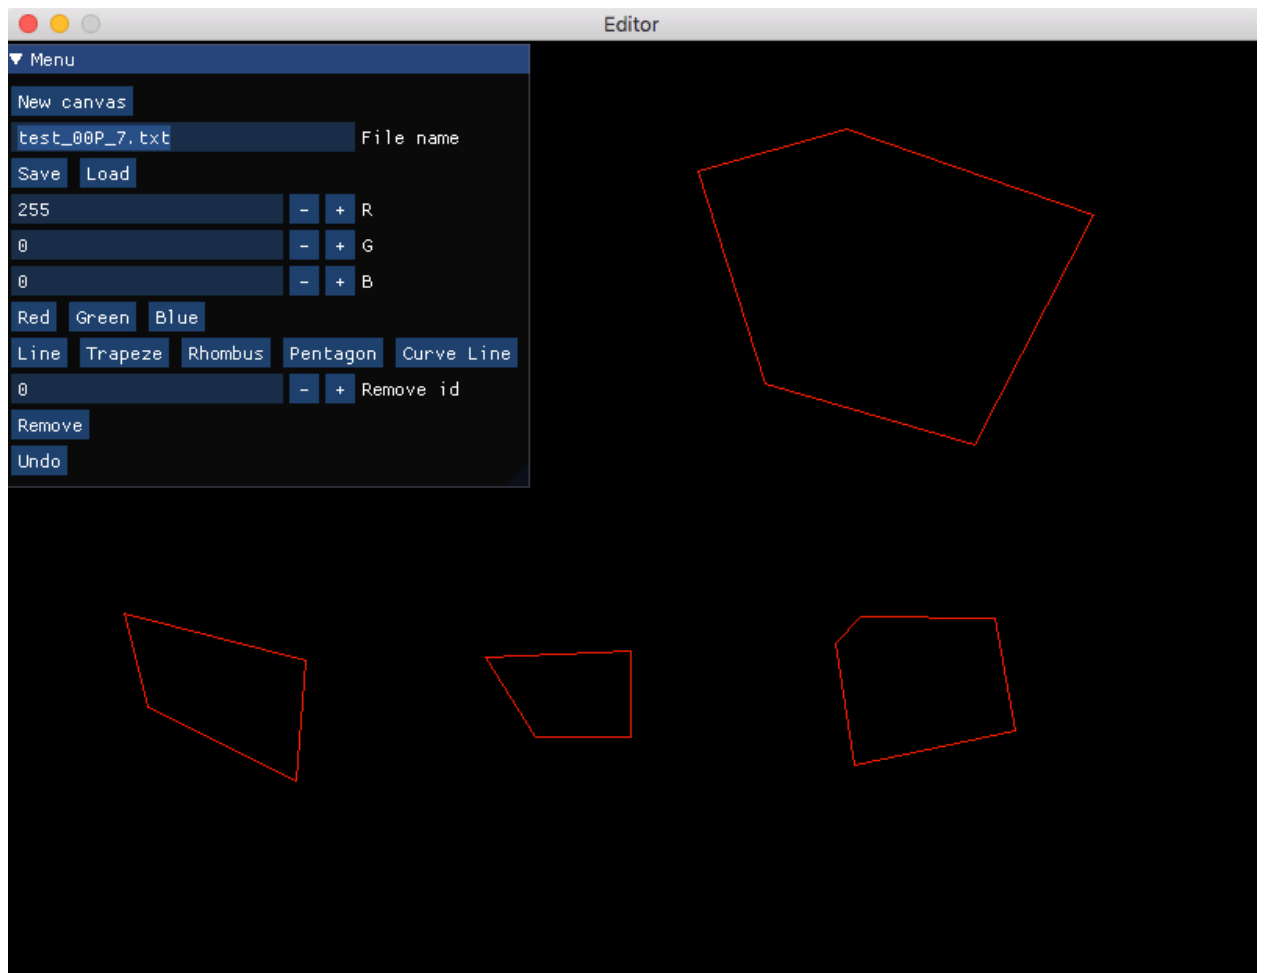 Editor
Menu
New canvas
test_00P_7.txt File name
Save Load
255 - + R
0 - + G
0 - + B
Red Green Blue
Line Trapeze Rhombus Pentagon Curve Line
0 - + Remove id
Remove
Undo